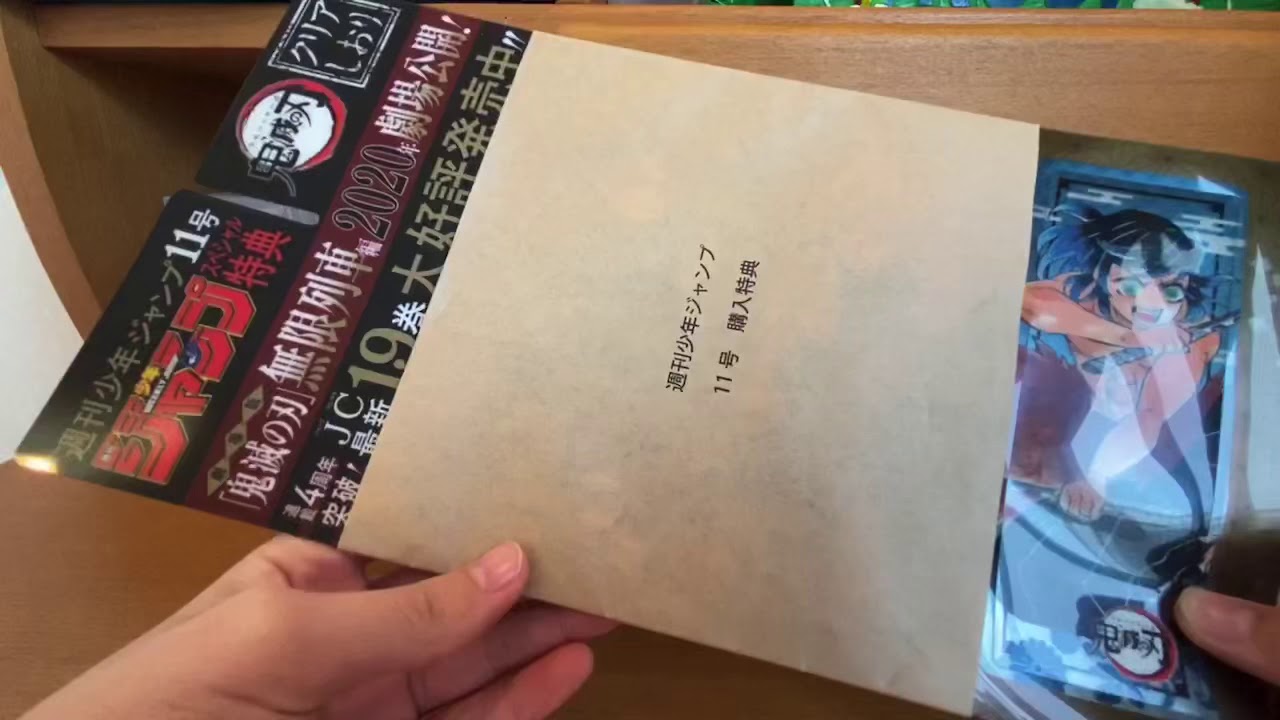 週刊少年ジャンプ11号
スペシャル
特典
週刊
少年
ジャンプ
WEEKLY JUMP
鬼滅の刃
クリア
しおり
「鬼滅の刃」無限列車編2020年劇場公開!
連載4周年
突破!
JC
最新19巻大好評発売中!!
週刊少年ジャンプ
11号 購入特典
鬼滅の刃